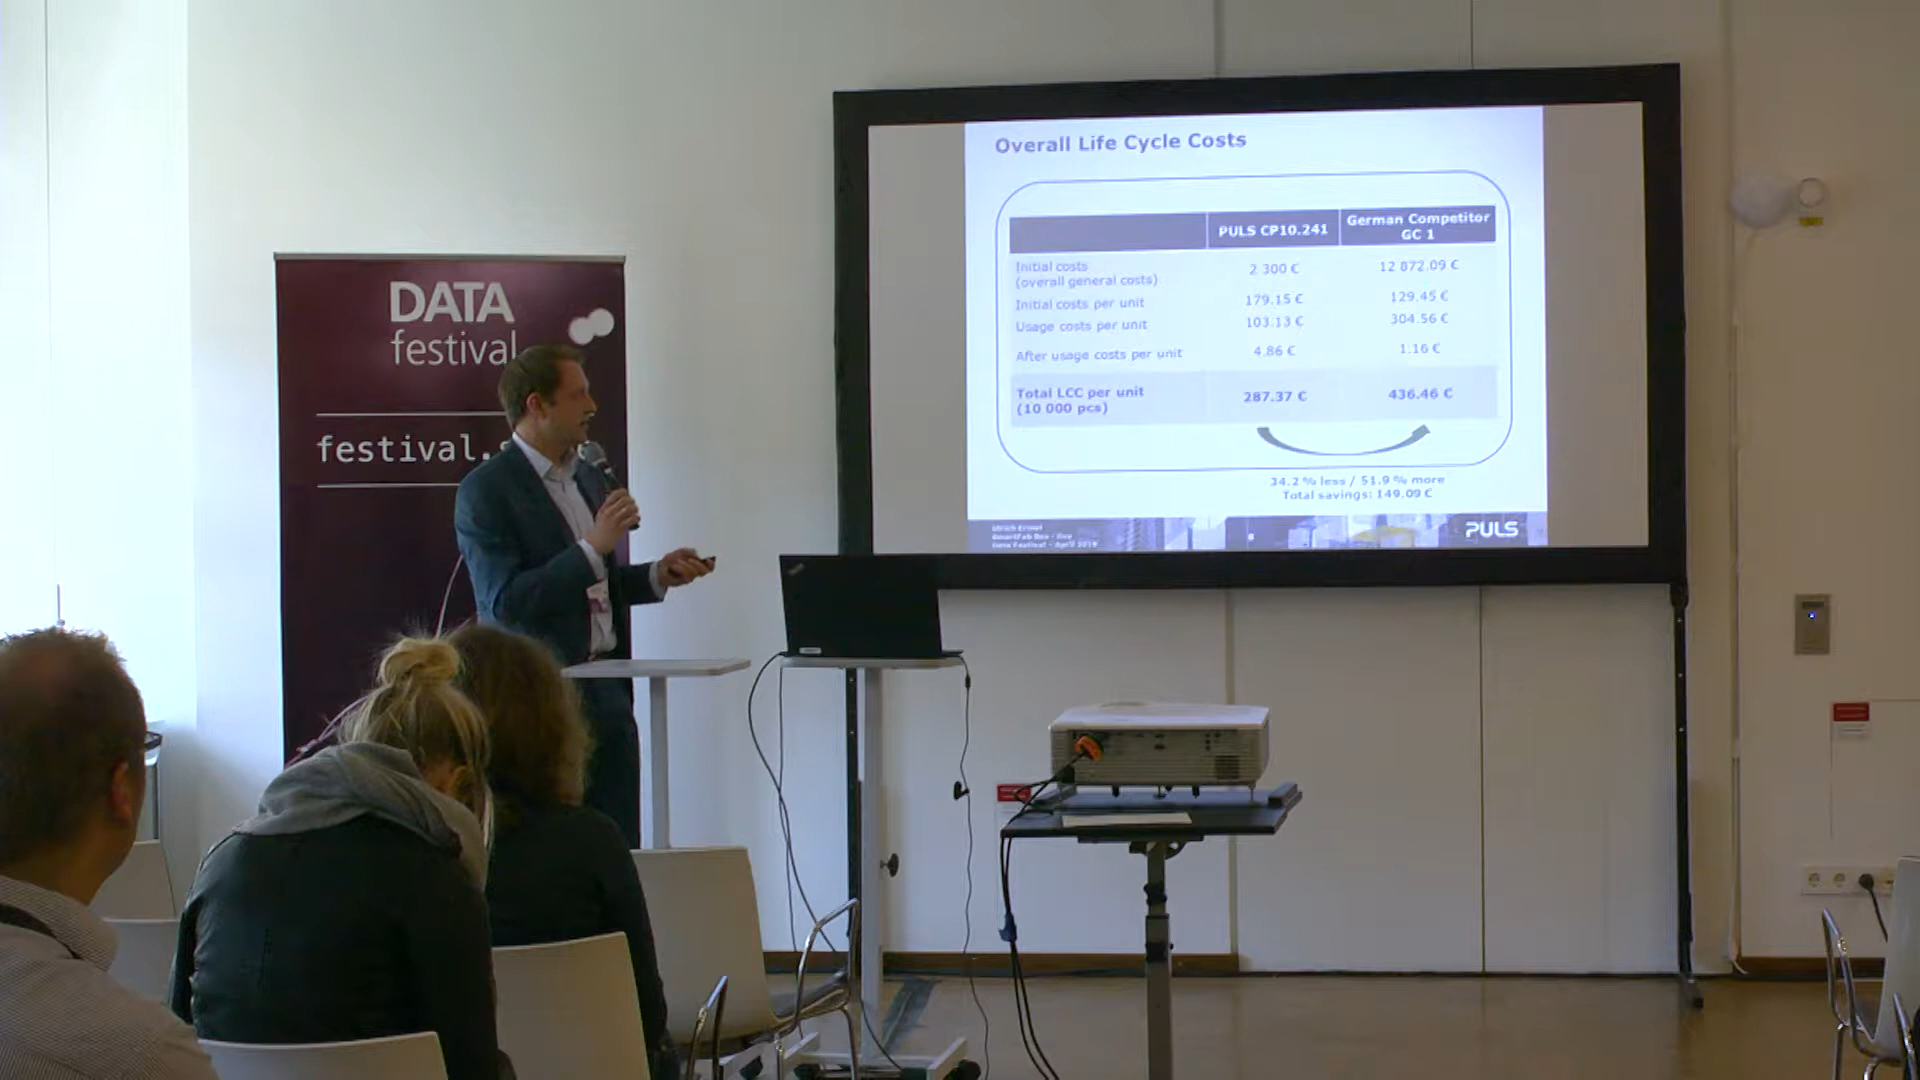 Overall Life Cycle Costs
PULS CP10.241
German Competitor
GC 1
Initial costs
(overall general costs)
2 300 €
12 872.09 €
Initial costs per unit
179.15 €
129.45 €
Usage costs per unit
103.13 €
304.56 €
After usage costs per unit
4.86 €
1.16 €
Total LCC per unit
(10 000 pcs)
287.37 €
436.46 €
34.2 % less / 51.9 % more
Total savings: 149.09 €
PULS
DATA
festival
festival.